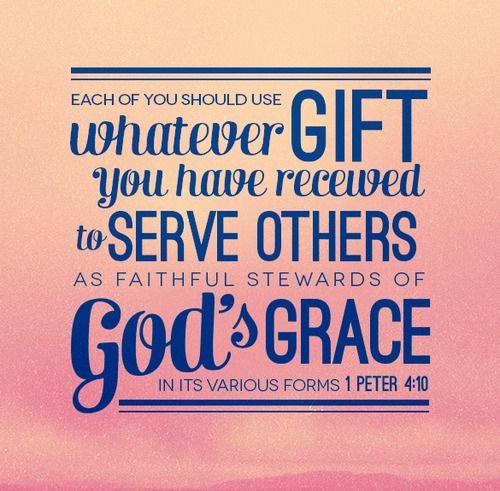 EACH OF YOU SHOULD USE
whatever GIFT
you have received
to SERVE OTHERS
AS FAITHFUL STEWARDS OF
God's GRACE
IN ITS VARIOUS FORMS 1 PETER 4:10